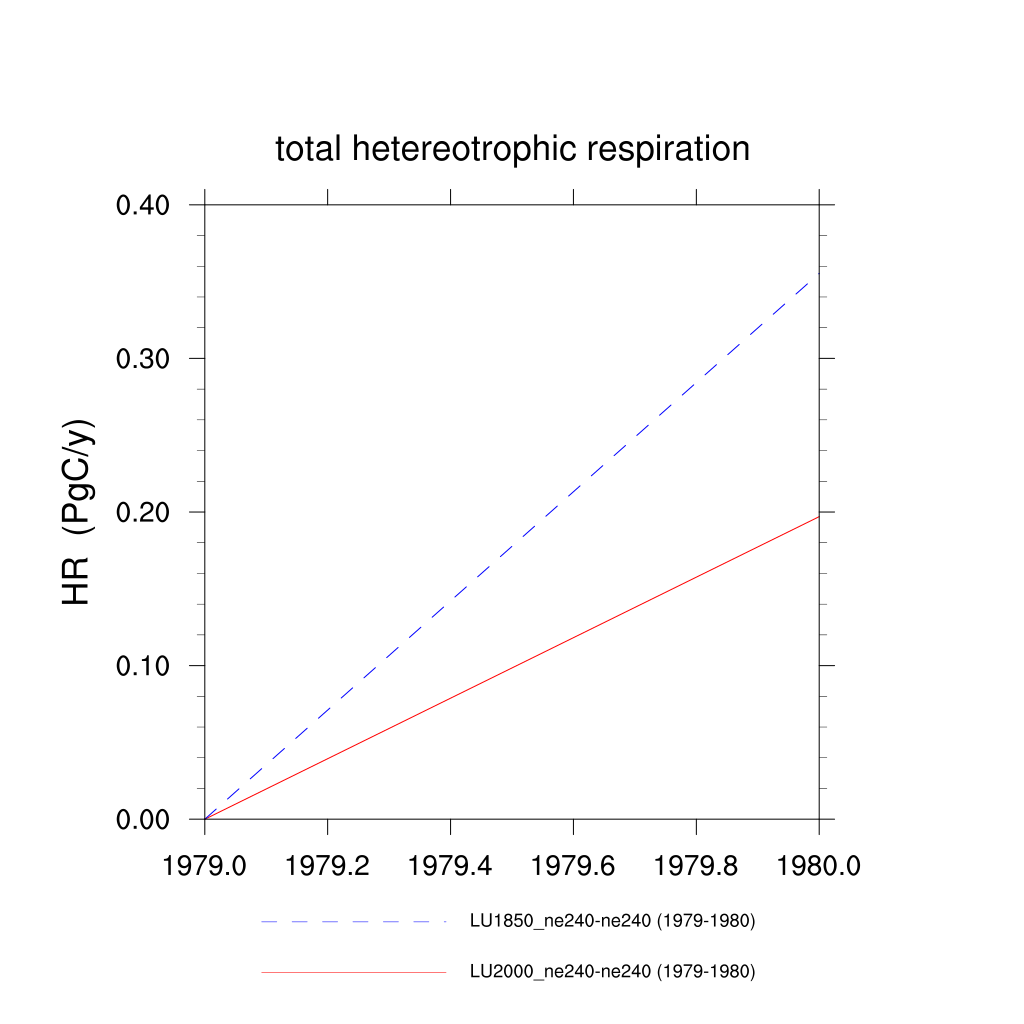 total hetereotrophic respiration
HR (PgC/y)
0.40
0.30
0.20
0.10
0.00
1979.0 1979.2 1979.4 1979.6 1979.8 1980.0
LU1850_ne240-ne240 (1979-1980)
LU2000_ne240-ne240 (1979-1980)